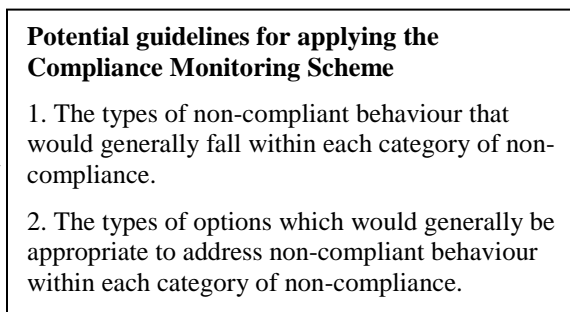 Potential guidelines for applying the
Compliance Monitoring Scheme
1. The types of non-compliant behaviour that
would generally fall within each category of non-
compliance.
2. The types of options which would generally be
appropriate to address non-compliant behaviour
within each category of non-compliance.